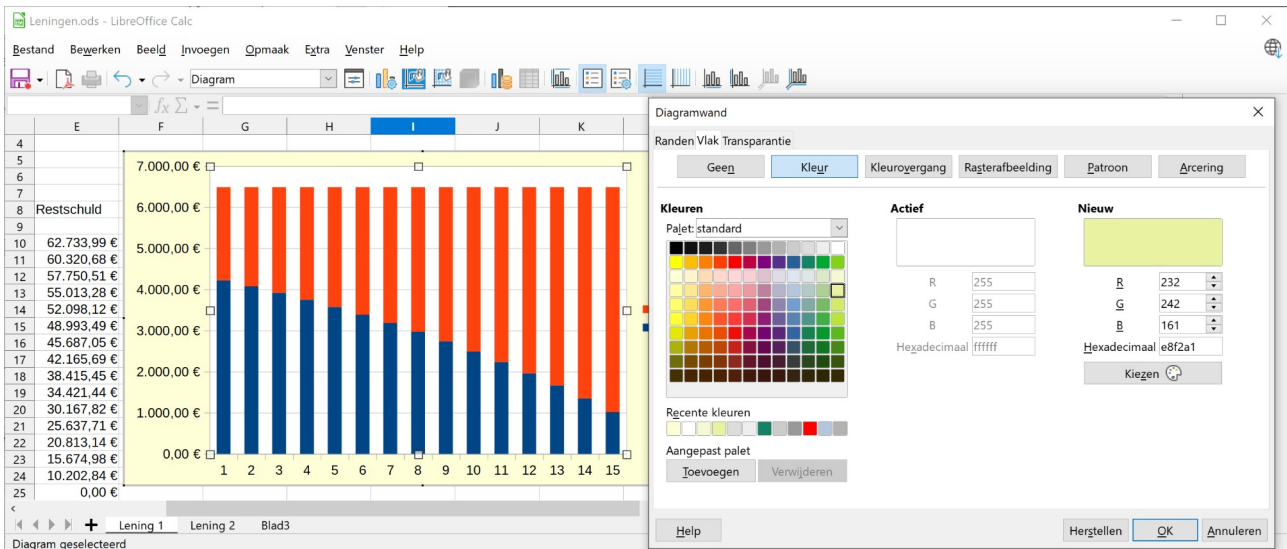 Leningen.ods - LibreOffice Calc
Bestand Bewerken Beeld Invoegen Opmaak Extra Venster Help
Diagram
E F G H I J K
4
5
6
7
8 Restschuld
9
10 62.733,99 €
11 60.320,68 €
12 57.750,51 €
13 55.013,28 €
14 52.098,12 €
15 48.993,49 €
16 45.687,05 €
17 42.165,69 €
18 38.415,45 €
19 34.421,44 €
20 30.167,82 €
21 25.637,71 €
22 20.813,14 €
23 15.674,98 €
24 10.202,84 €
25 0,00 €
7.000,00 €
6.000,00 €
5.000,00 €
4.000,00 €
3.000,00 €
2.000,00 €
1.000,00 €
0,00 €
1 2 3 4 5 6 7 8 9 10 11 12 13 14 15
Lening 1 Lening 2 Blad3
Diagram geselecteerd
Diagramwand
Randen Vlak Transparantie
Geen Kleur Kleurovergang Rasterafbeelding Patroon Arcering
Kleuren Actief Nieuw
Palet: standard
R 255 R 232
G 255 G 242
B 255 B 161
Hexadecimaal ffffff Hexadecimaal e8f2a1
Kiezen
Recente kleuren
Aangepast palet
Toevoegen Verwijderen
Help Herstellen OK Annuleren